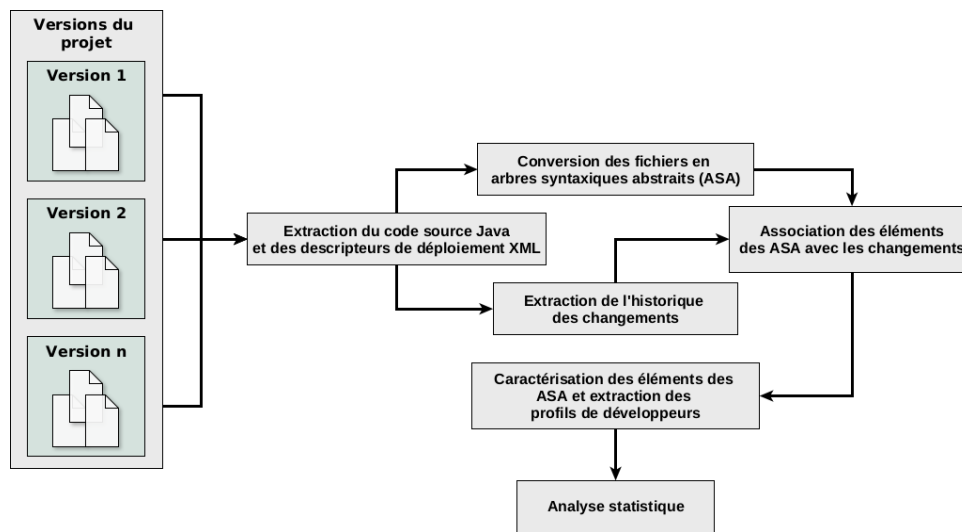 Versions du
projet
Version 1
Version 2
Version n
Extraction du code source Java
et des descripteurs de déploiement XML
Conversion des fichiers en
arbres syntaxiques abstraits (ASA)
Extraction de l'historique
des changements
Association des éléments
des ASA avec les changements
Caractérisation des éléments des
ASA et extraction des
profils de développeurs
Analyse statistique